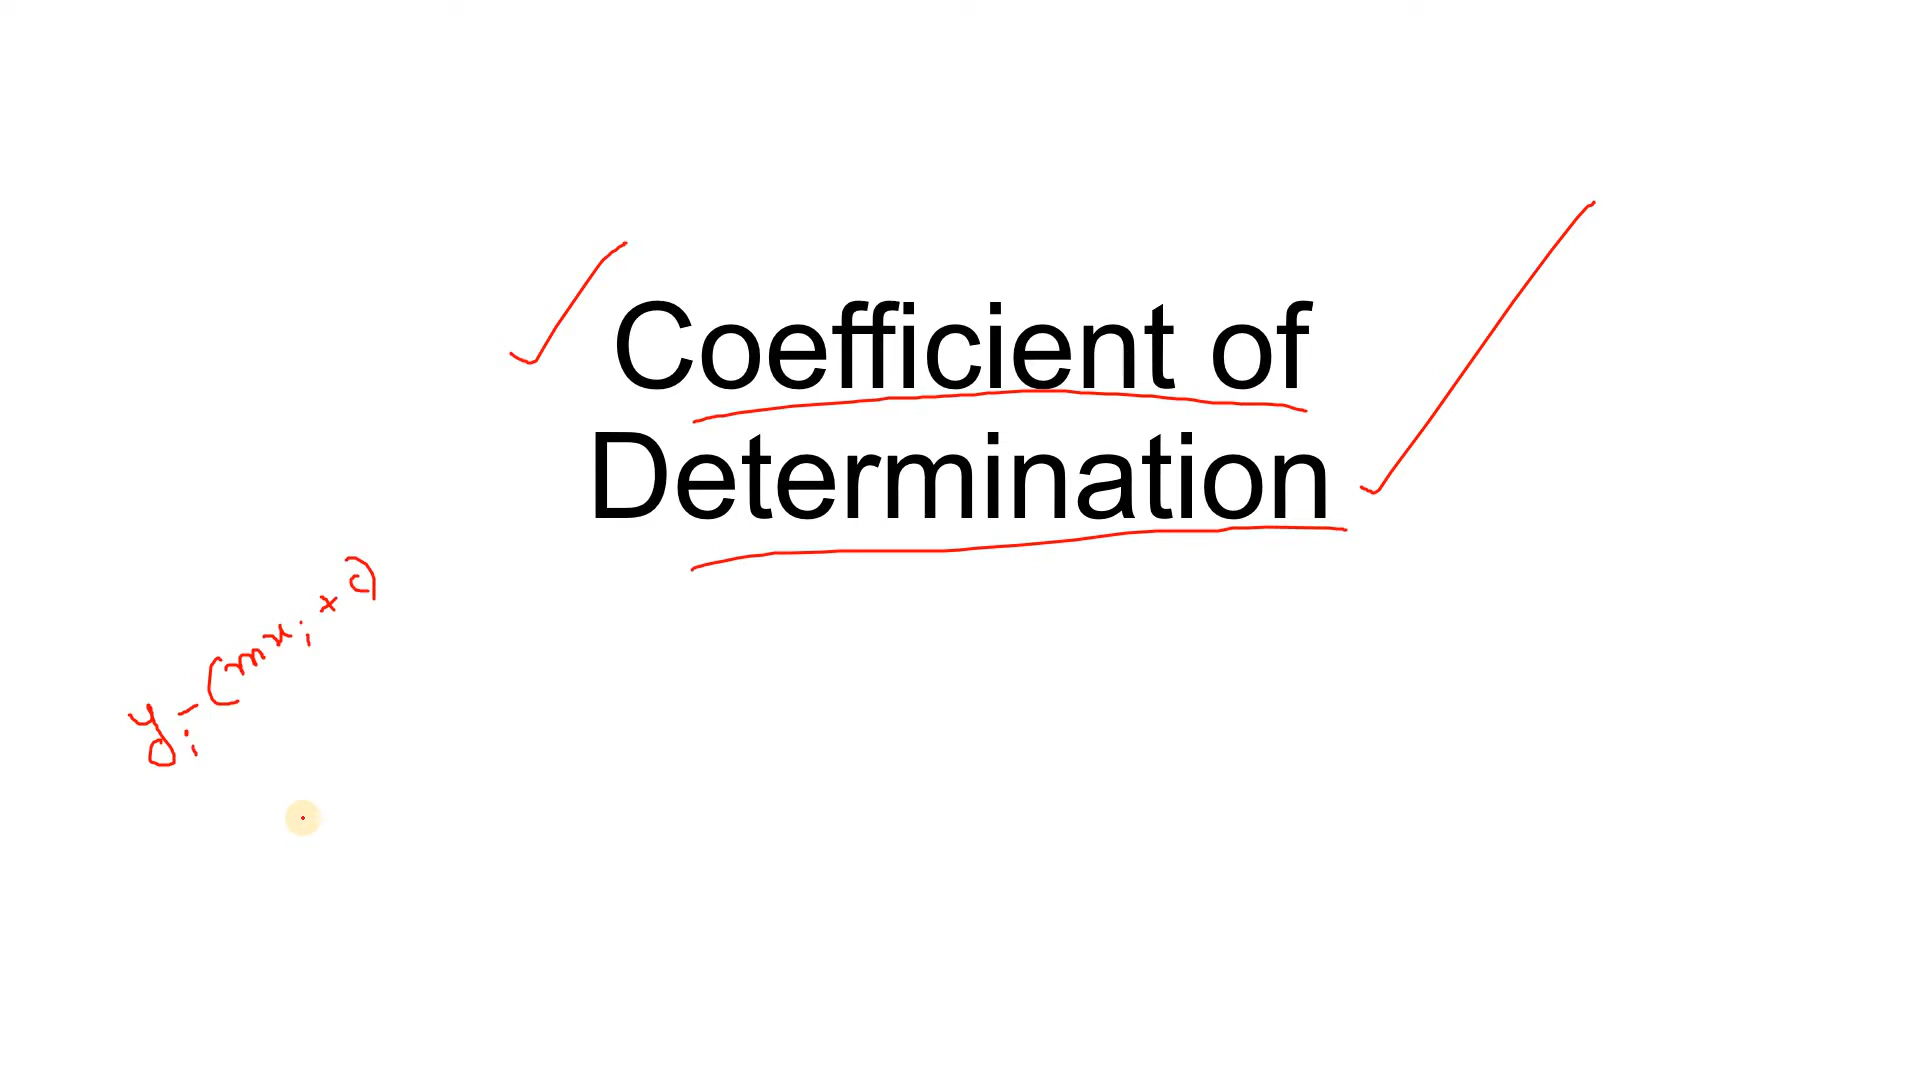 Coefficient of
Determination
yi - (mxi + c)